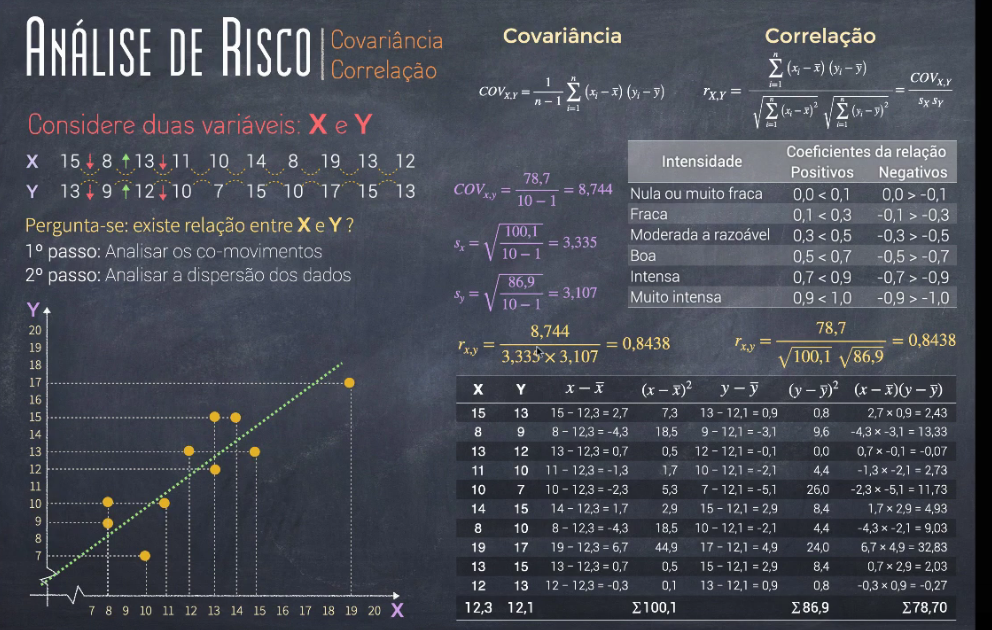 ANÁLISE DE RISCO
Covariância
Correlação
Considere duas variáveis: X e Y
X 15 ↓ 8 ↑ 13 ↓ 11 10 14 8 19 13 12
Y 13 ↓ 9 ↑ 12 ↓ 10 7 15 10 17 15 13
Pergunta-se: existe relação entre X e Y ?
1º passo: Analisar os co-movimentos
2º passo: Analisar a dispersão dos dados
Y
20
19
18
17
16
15
14
13
12
11
10
9
8
7
7 8 9 10 11 12 13 14 15 16 17 18 19 20 X
Covariância
COV_{X,Y} = \frac{1}{n-1} \sum_{i=1}^{n} (x_i - x̄) (y_i - ȳ)
Correlação
r_{X,Y} = \frac{\sum_{i=1}^{n} (x_i - x̄) (y_i - ȳ)}{\sqrt{\sum_{i=1}^{n} (x_i - x̄)^2} \sqrt{\sum_{i=1}^{n} (y_i - ȳ)^2}} = \frac{COV_{X,Y}}{s_X s_Y}
COV_{x,y} = \frac{78,7}{10-1} = 8,744
s_x = \sqrt{\frac{100,1}{10-1}} = 3,335
s_y = \sqrt{\frac{86,9}{10-1}} = 3,107
Intensidade Coeficientes da relação
Positivos Negativos
Nula ou muito fraca 0,0 < 0,1 0,0 > -0,1
Fraca 0,1 < 0,3 -0,1 > -0,3
Moderada a razoável 0,3 < 0,5 -0,3 > -0,5
Boa 0,5 < 0,7 -0,5 > -0,7
Intensa 0,7 < 0,9 -0,7 > -0,9
Muito intensa 0,9 < 1,0 -0,9 > -1,0
r_{x,y} = \frac{8,744}{3,335 × 3,107} = 0,8438
r_{x,y} = \frac{78,7}{\sqrt{100,1} \sqrt{86,9}} = 0,8438
X Y x − x̄ (x − x̄)² y − ȳ (y − ȳ)² (x − x̄)(y − ȳ)
15 13 15 − 12,3 = 2,7 7,3 13 − 12,1 = 0,9 0,8 2,7 × 0,9 = 2,43
8 9 8 − 12,3 = -4,3 18,5 9 − 12,1 = -3,1 9,6 -4,3 × -3,1 = 13,33
13 12 13 − 12,3 = 0,7 0,5 12 − 12,1 = -0,1 0,0 0,7 × -0,1 = -0,07
11 10 11 − 12,3 = -1,3 1,7 10 − 12,1 = -2,1 4,4 -1,3 × -2,1 = 2,73
10 7 10 − 12,3 = -2,3 5,3 7 − 12,1 = -5,1 26,0 -2,3 × -5,1 = 11,73
14 15 14 − 12,3 = 1,7 2,9 15 − 12,1 = 2,9 8,4 1,7 × 2,9 = 4,93
8 10 8 − 12,3 = -4,3 18,5 10 − 12,1 = -2,1 4,4 -4,3 × -2,1 = 9,03
19 17 19 − 12,3 = 6,7 44,9 17 − 12,1 = 4,9 24,0 6,7 × 4,9 = 32,83
13 15 13 − 12,3 = 0,7 0,5 15 − 12,1 = 2,9 8,4 0,7 × 2,9 = 2,03
12 13 12 − 12,3 = -0,3 0,1 13 − 12,1 = 0,9 0,8 -0,3 × 0,9 = -0,27
12,3 12,1 Σ100,1 Σ86,9 Σ78,70